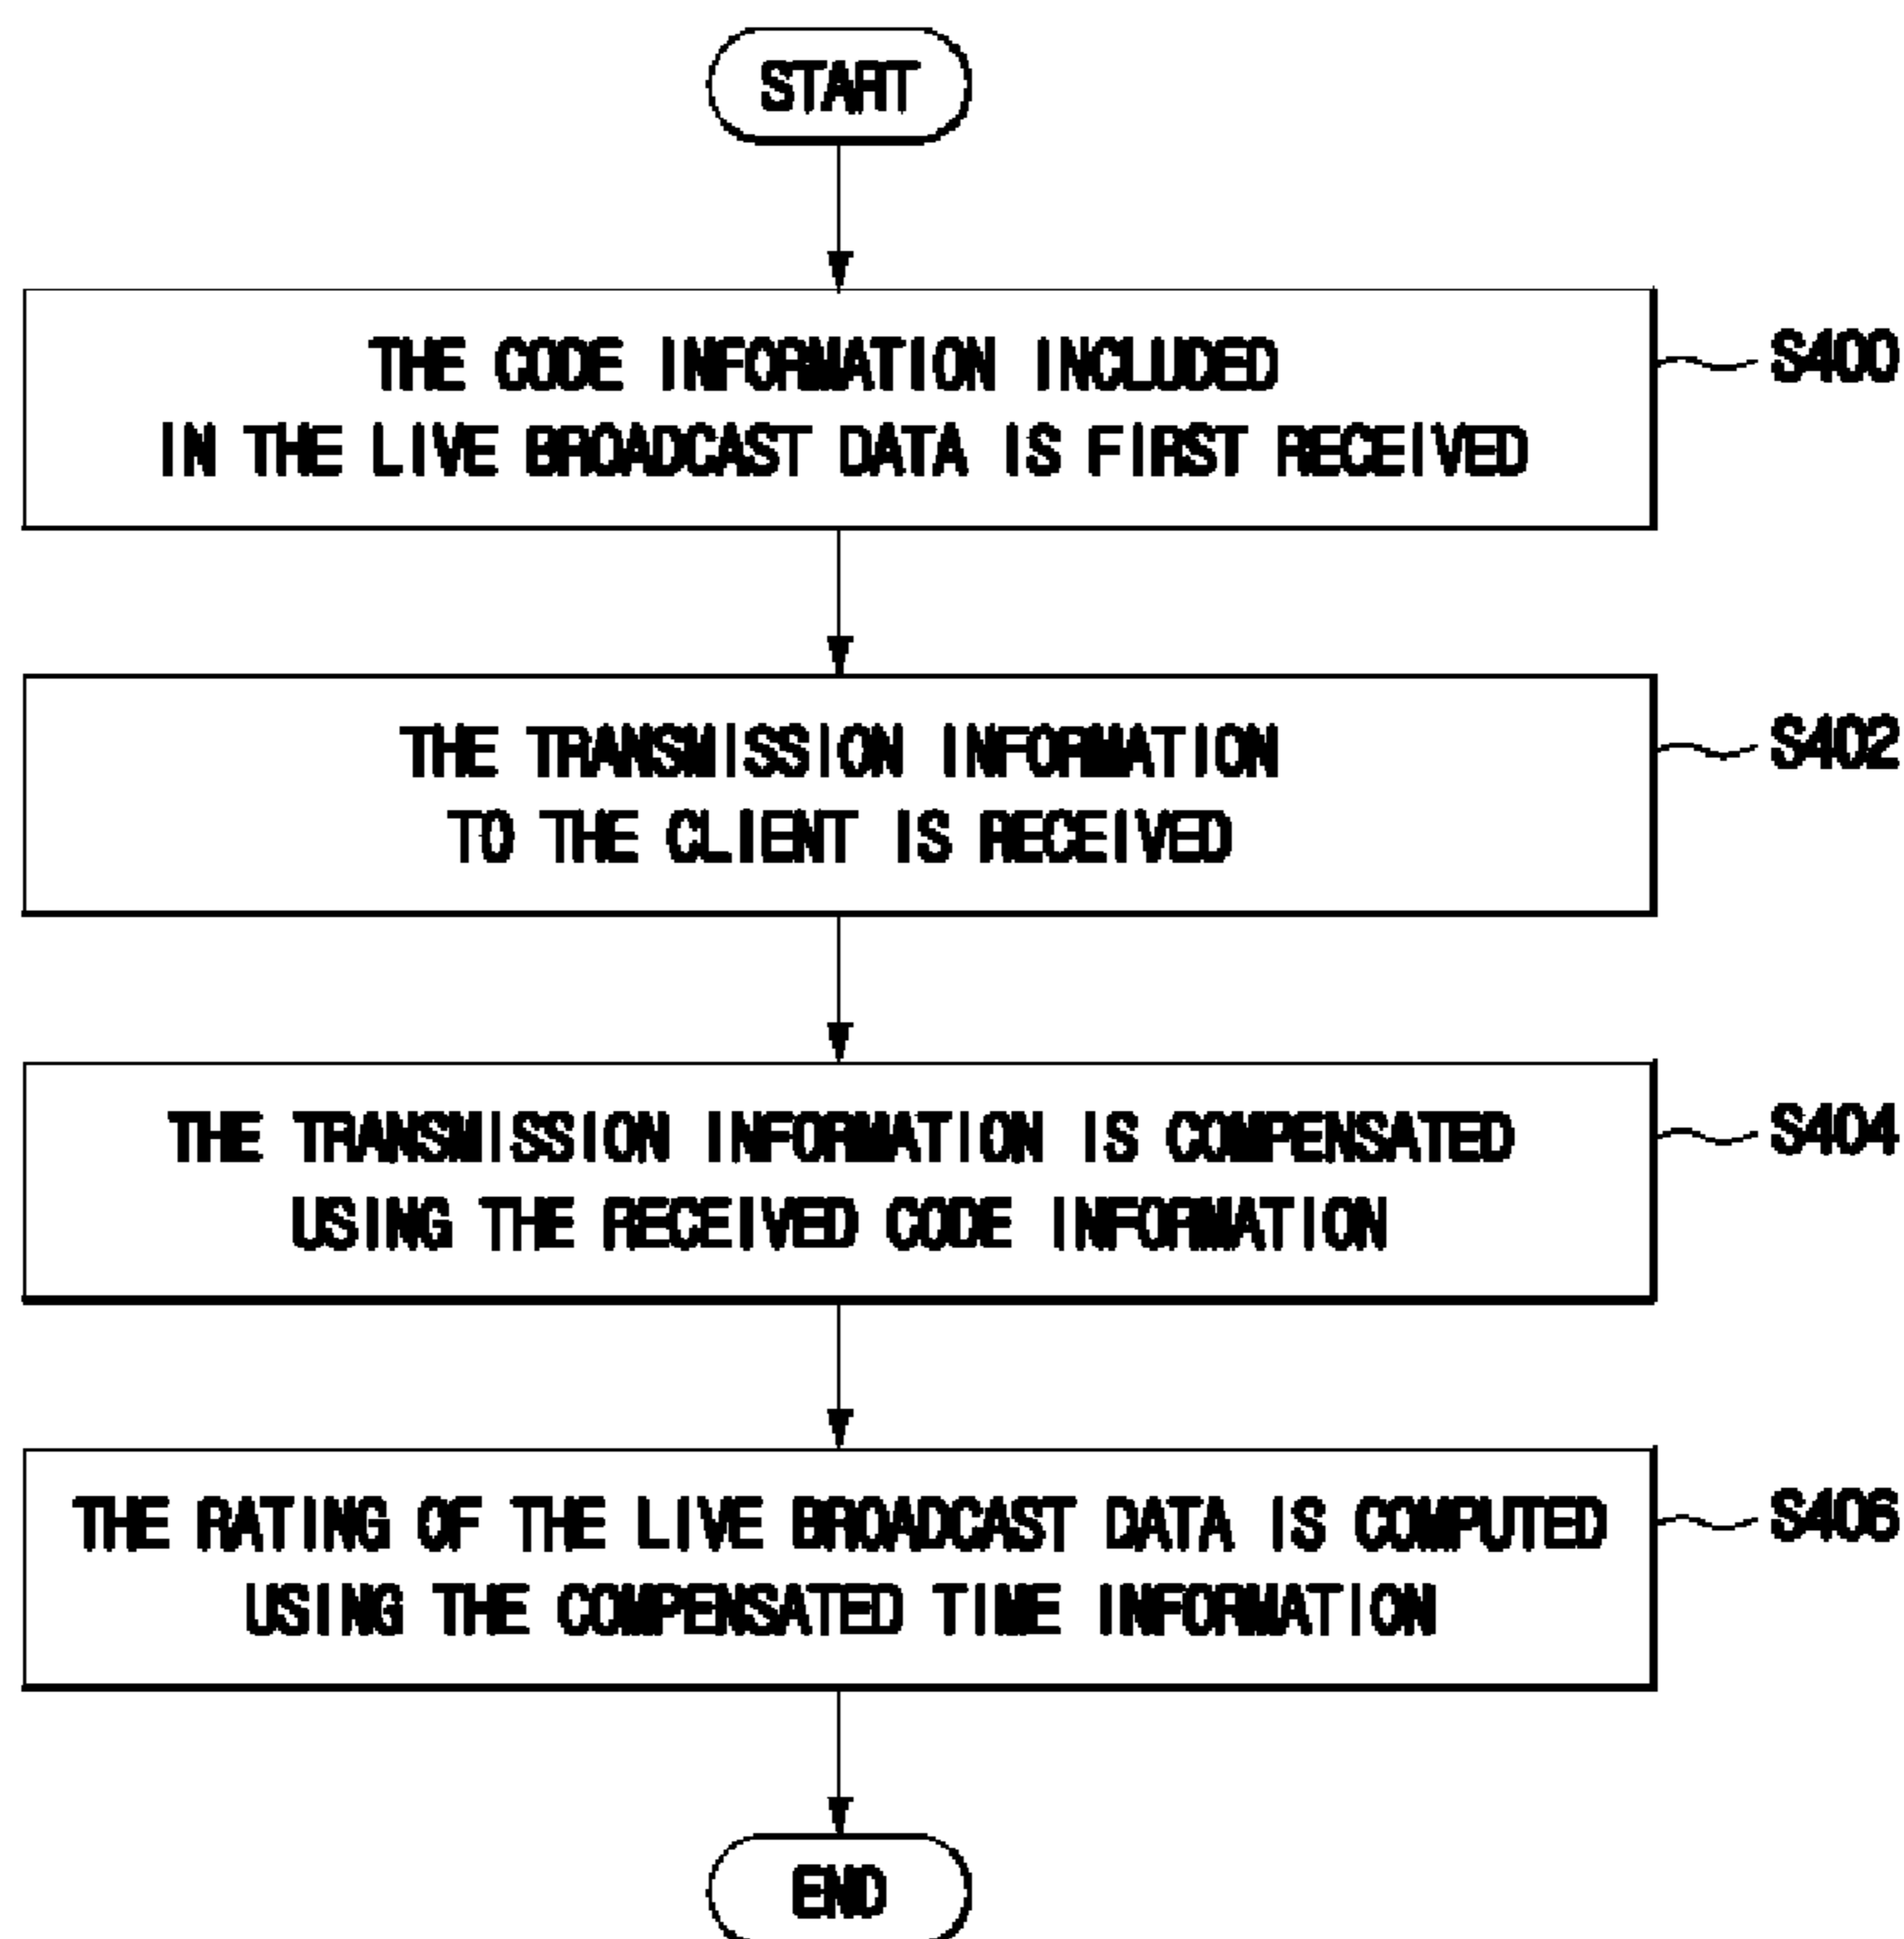 START
THE CODE INFORMATION INCLUDED
IN THE LIVE BROADCAST DATA IS FIRST RECEIVED
S400
THE TRANSMISSION INFORMATION
TO THE CLIENT IS RECEIVED
S402
THE TRANSMISSION INFORMATION IS COMPENSATED
USING THE RECEIVED CODE INFORMATION
S404
THE RATING OF THE LIVE BROADCAST DATA IS COMPUTED
USING THE COMPENSATED TIME INFORMATION
S406
END